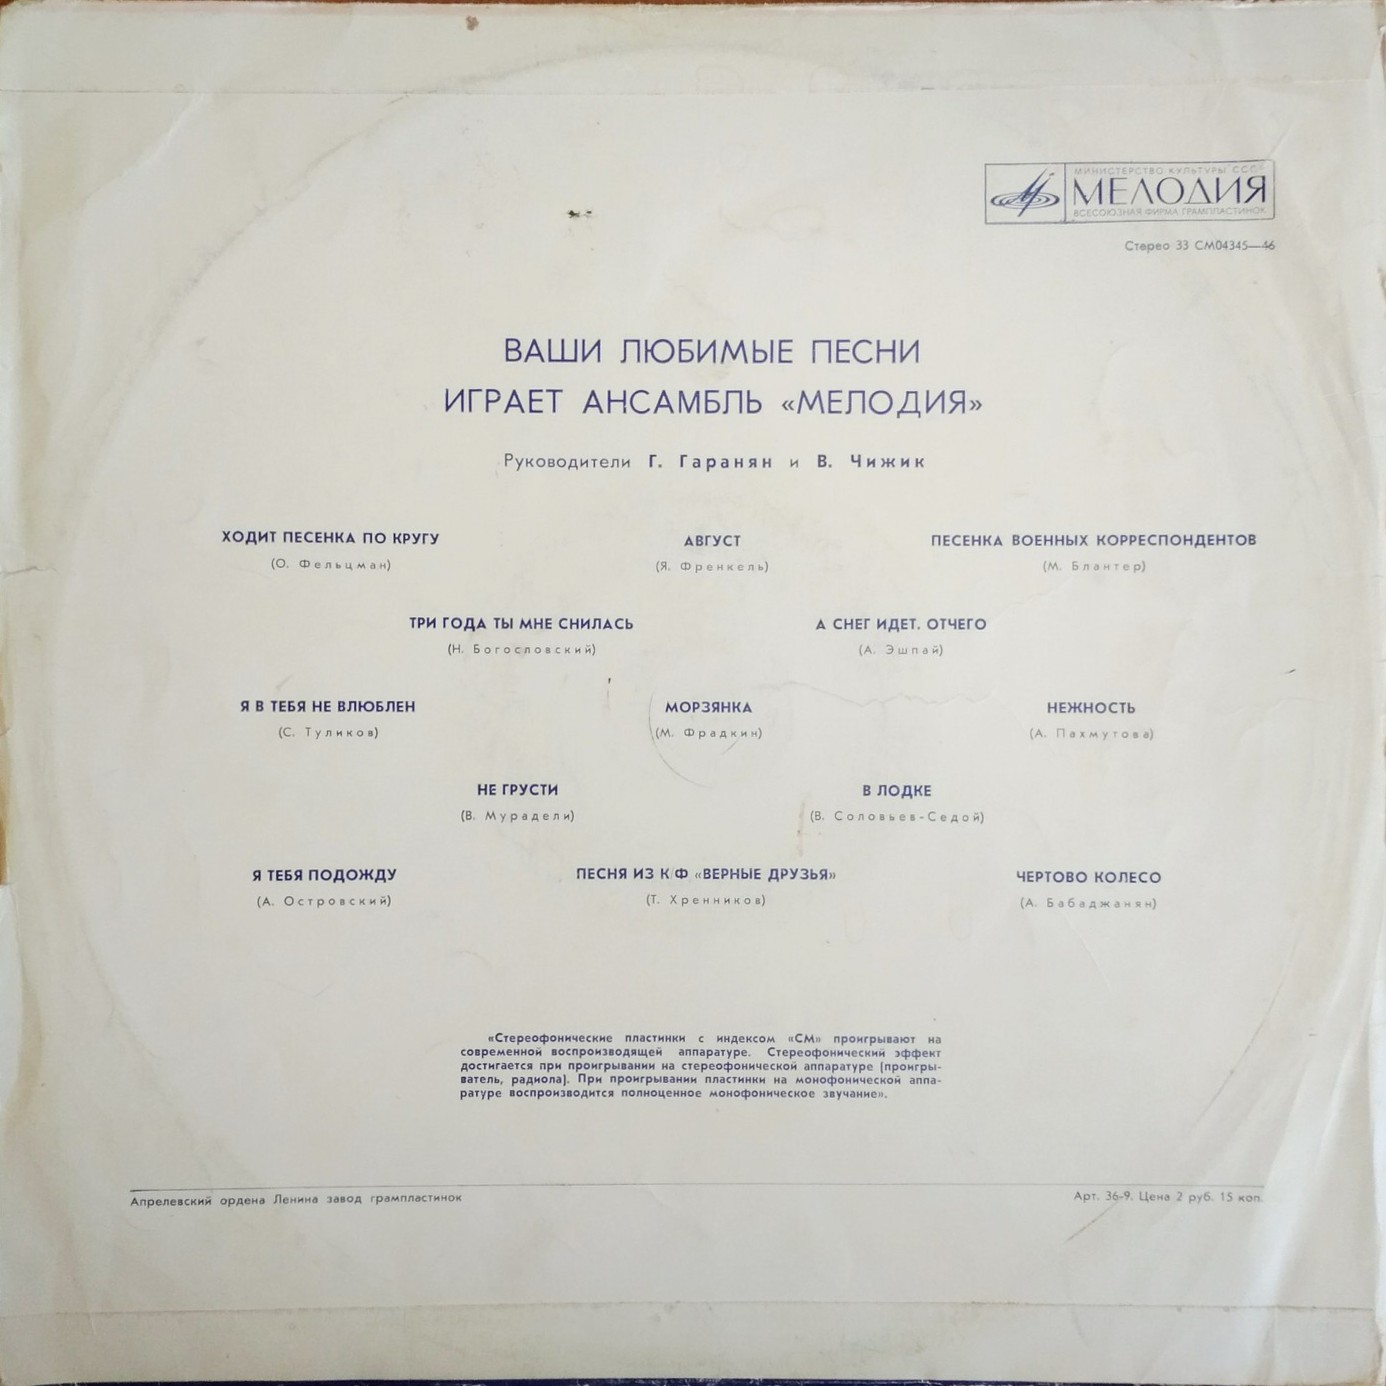 МИНИСТЕРСТВО КУЛЬТУРЫ СССР
МЕЛОДИЯ
ВСЕСОЮЗНАЯ ФИРМА ГРАМПЛАСТИНОК
Стерео 33 СМ04345—46
ВАШИ ЛЮБИМЫЕ ПЕСНИ
ИГРАЕТ АНСАМБЛЬ «МЕЛОДИЯ»
Руководители Г. Гаранян и В. Чижик
ХОДИТ ПЕСЕНКА ПО КРУГУ
(О. Фельцман)
АВГУСТ
(Я. Френкель)
ПЕСЕНКА ВОЕННЫХ КОРРЕСПОНДЕНТОВ
(М. Блантер)
ТРИ ГОДА ТЫ МНЕ СНИЛАСЬ
(Н. Богословский)
А СНЕГ ИДЕТ. ОТЧЕГО
(А. Эшпай)
Я В ТЕБЯ НЕ ВЛЮБЛЕН
(С. Туликов)
МОРЗЯНКА
(М. Фрадкин)
НЕЖНОСТЬ
(А. Пахмутова)
НЕ ГРУСТИ
(В. Мурадели)
В ЛОДКЕ
(В. Соловьев-Седой)
Я ТЕБЯ ПОДОЖДУ
(А. Островский)
ПЕСНЯ ИЗ К/Ф «ВЕРНЫЕ ДРУЗЬЯ»
(Т. Хренников)
ЧЕРТОВО КОЛЕСО
(А. Бабаджанян)
«Стереофонические пластинки с индексом «СМ» проигрывают на
современной воспроизводящей аппаратуре. Стереофонический эффект
достигается при проигрывании на стереофонической аппаратуре (проигры-
ватель, радиола). При проигрывании пластинки на монофонической аппа-
ратуре воспроизводится полноценное монофоническое звучание».
Апрелевский ордена Ленина завод грампластинок
Арт. 36-9. Цена 2 руб. 15 коп.